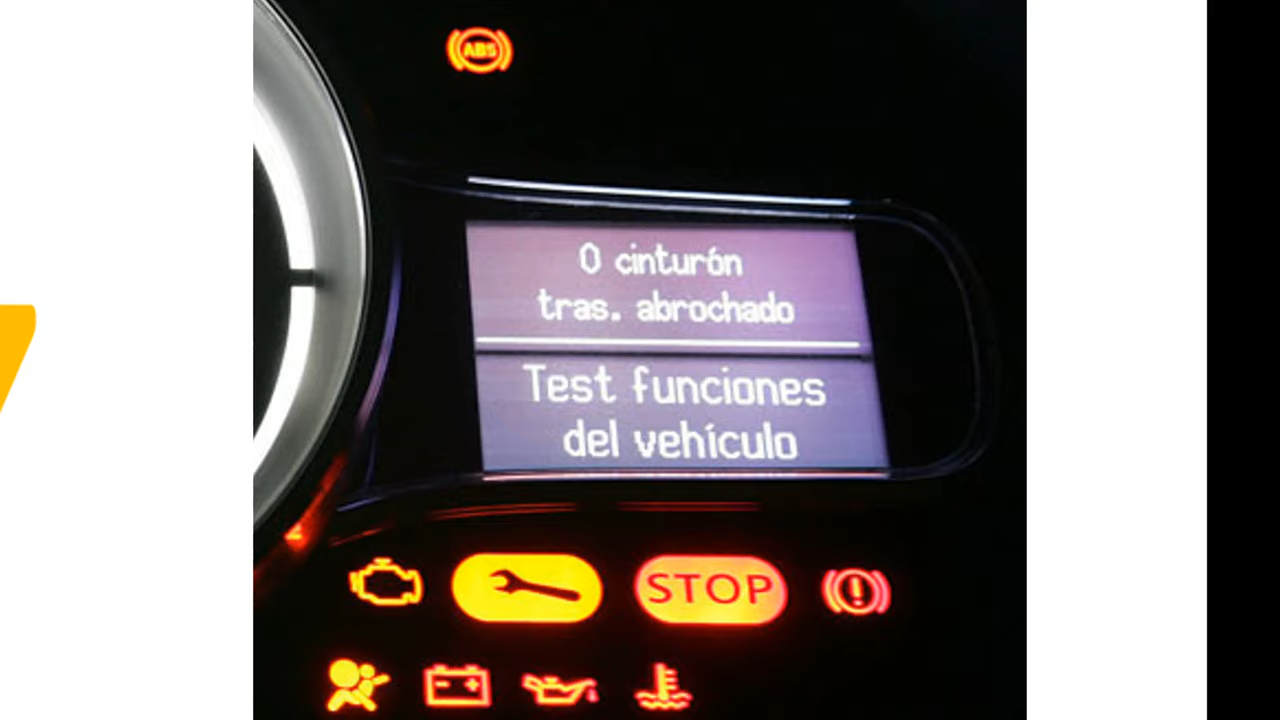 ABS
0 cinturón
tras. abrochado
Test funciones
del vehículo
STOP